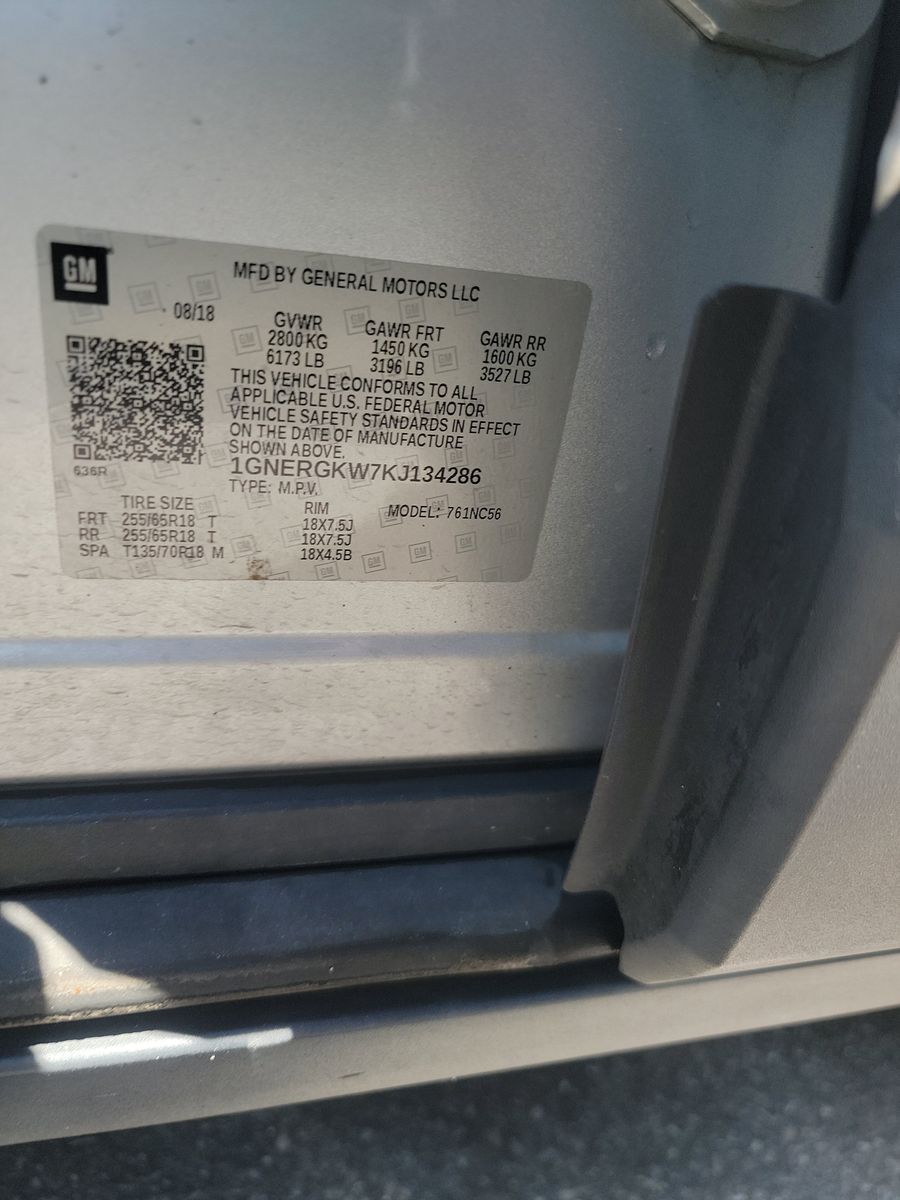 GM
MFD BY GENERAL MOTORS LLC
08/18
GVWR GAWR FRT GAWR RR
2800 KG 1450 KG 1600 KG
6173 LB 3196 LB 3527 LB
THIS VEHICLE CONFORMS TO ALL
APPLICABLE U.S. FEDERAL MOTOR
VEHICLE SAFETY STANDARDS IN EFFECT
ON THE DATE OF MANUFACTURE
SHOWN ABOVE.
636R
1GNERGKW7KJ134286
TYPE: M.P.V.
TIRE SIZE RIM MODEL: 761NC56
FRT 255/65R18 T 18X7.5J
RR 255/65R18 T 18X7.5J
SPA T135/70R18 M 18X4.5B